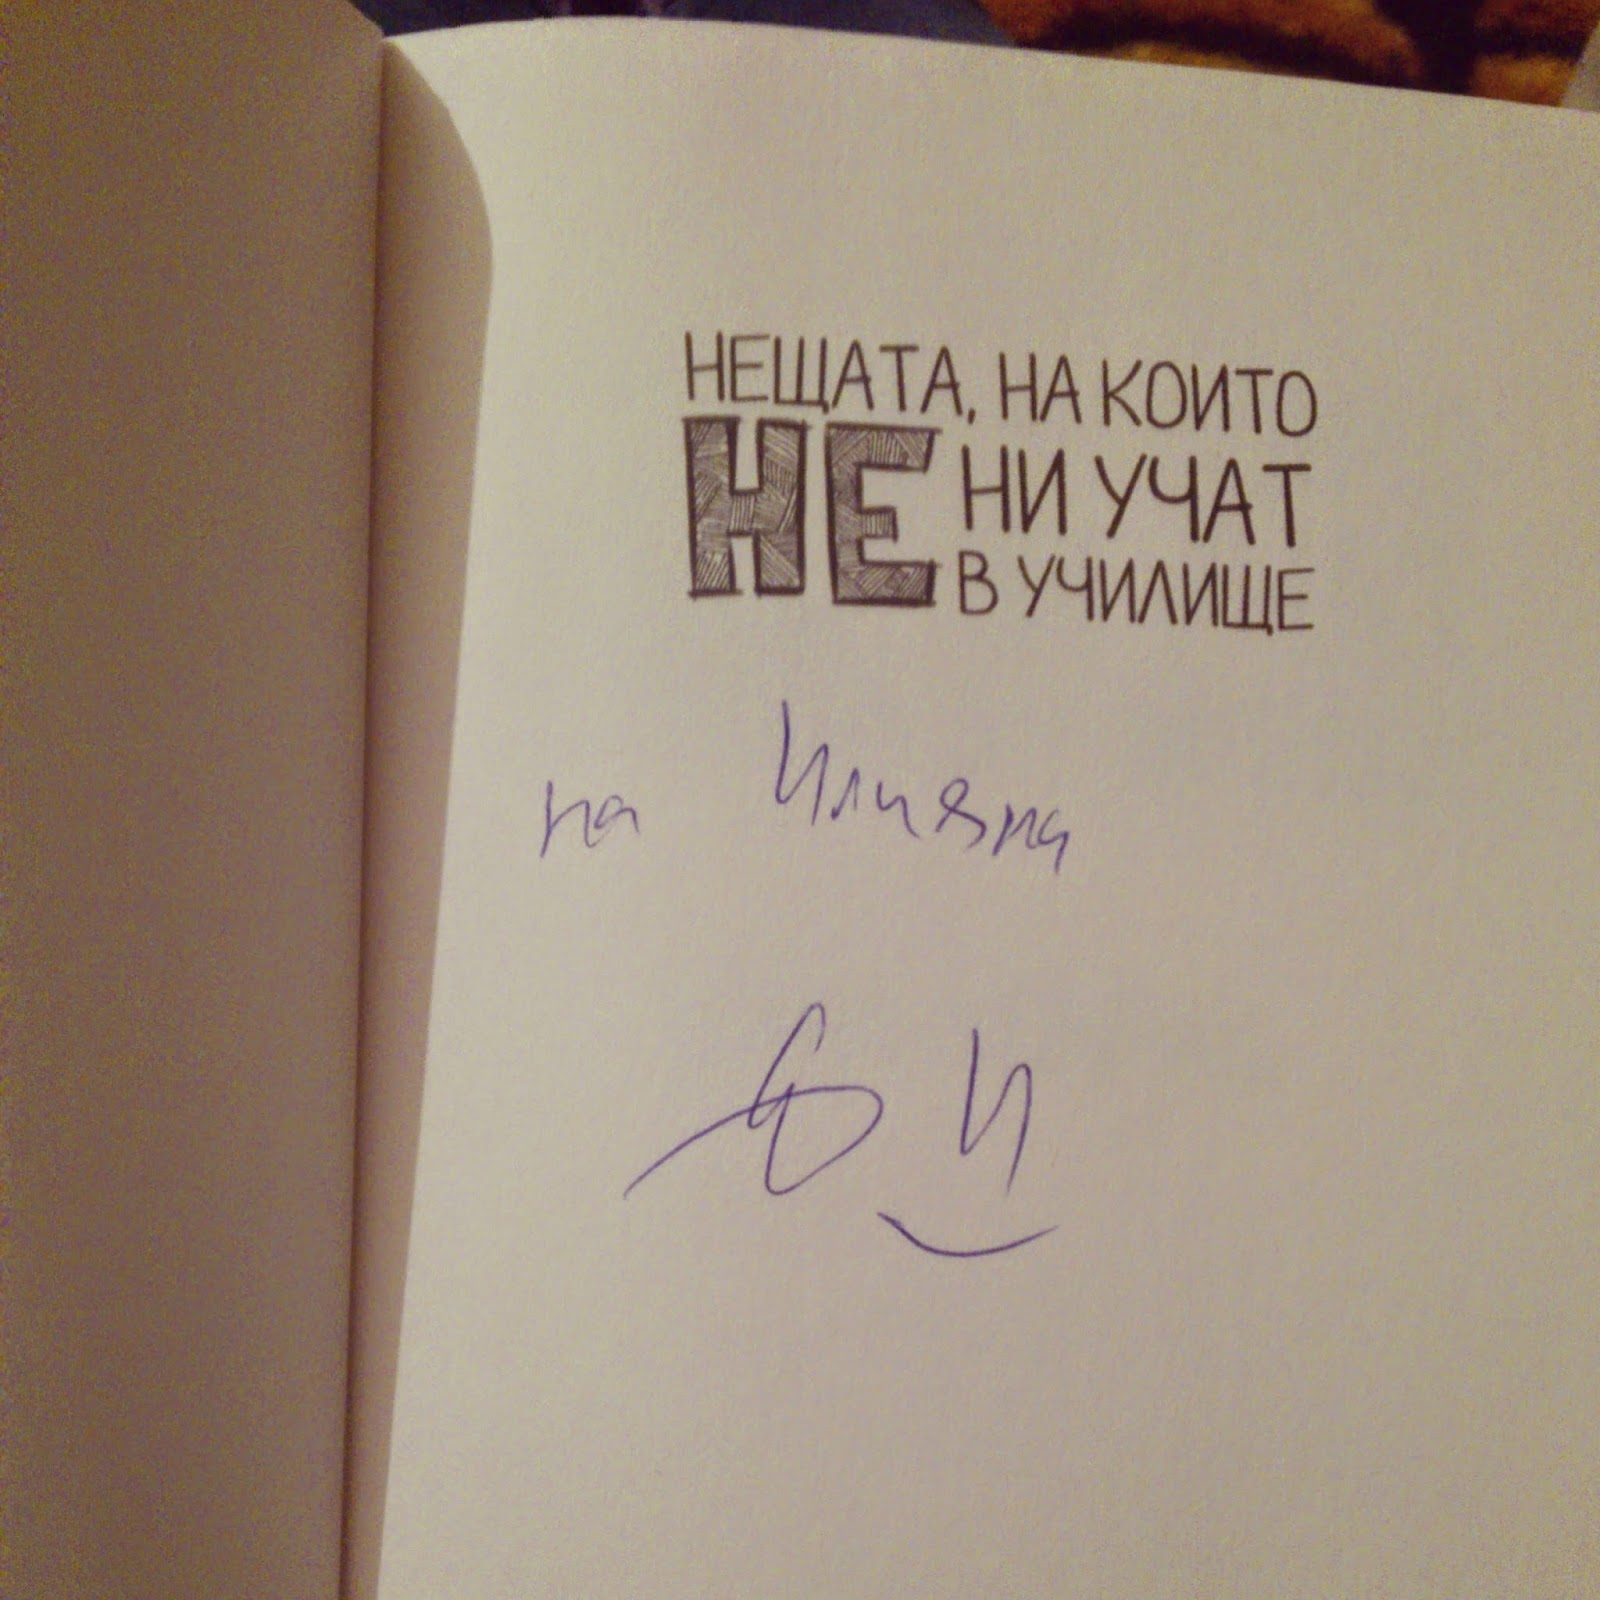 НЕЩАТА, НА КОИТО
НЕ НИ УЧАТ
В УЧИЛИЩЕ
на Илияна